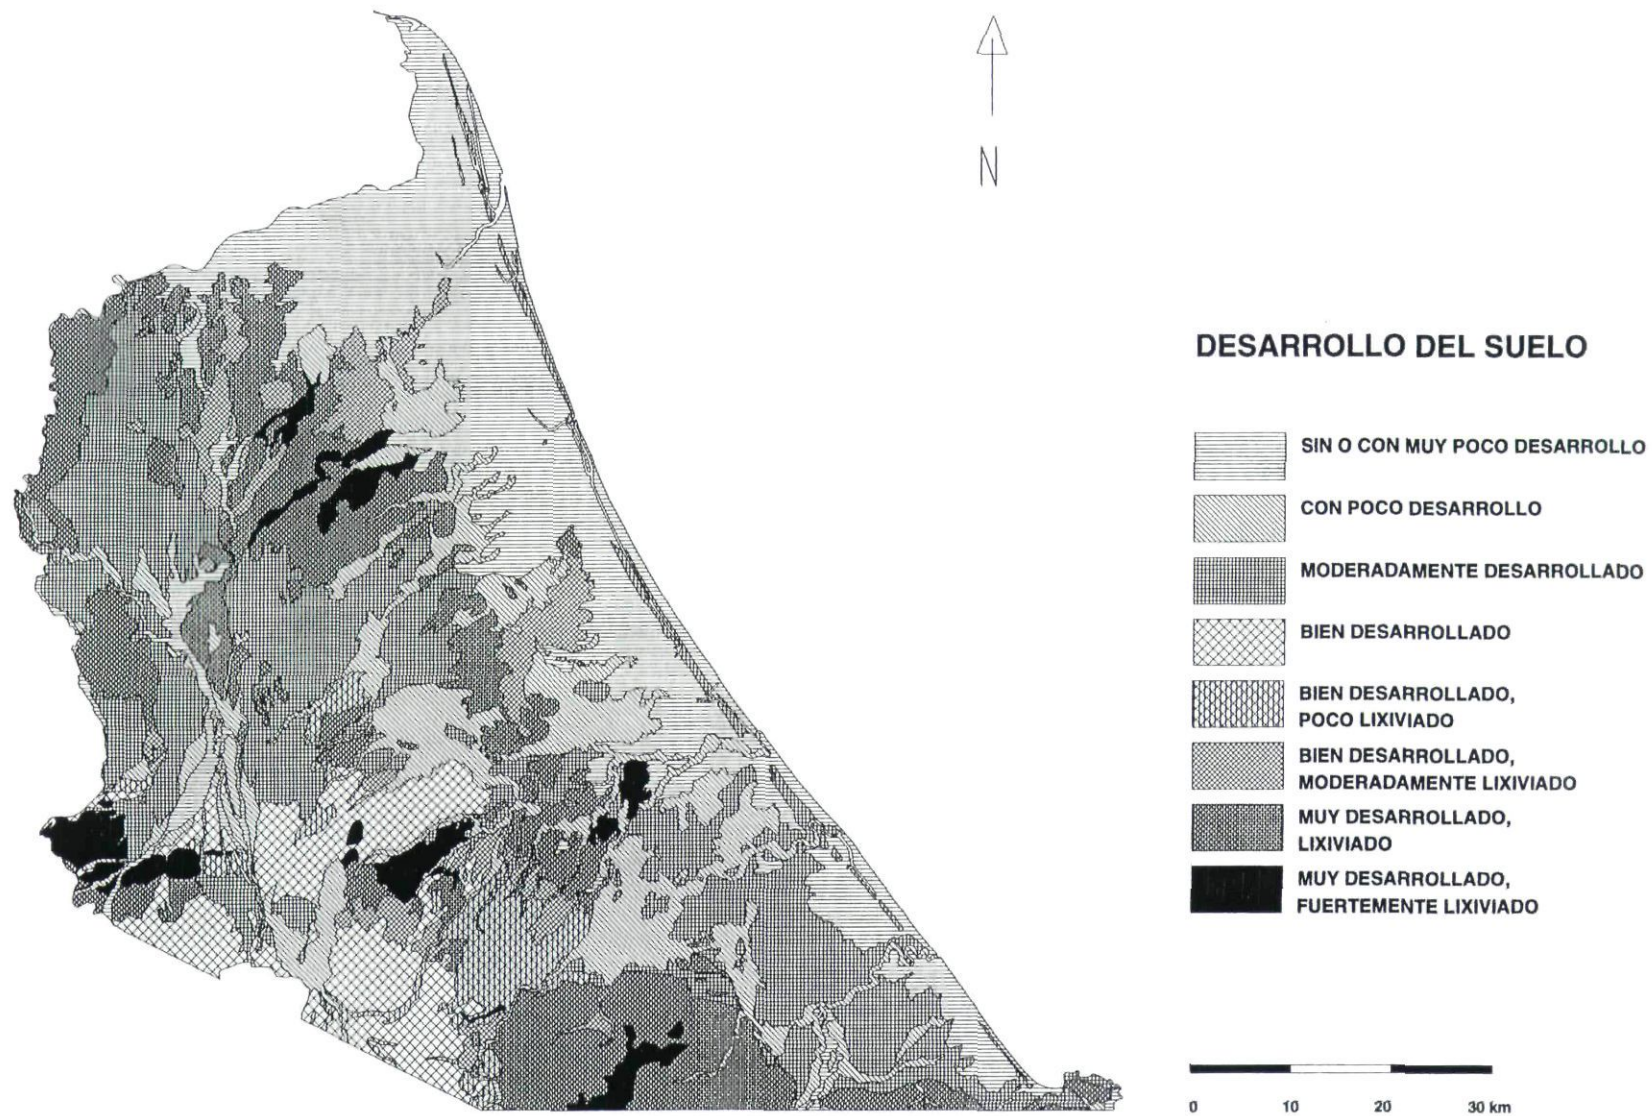 N
DESARROLLO DEL SUELO
SIN O CON MUY POCO DESARROLLO
CON POCO DESARROLLO
MODERADAMENTE DESARROLLADO
BIEN DESARROLLADO
BIEN DESARROLLADO,
POCO LIXIVIADO
BIEN DESARROLLADO,
MODERADAMENTE LIXIVIADO
MUY DESARROLLADO,
LIXIVIADO
MUY DESARROLLADO,
FUERTEMENTE LIXIVIADO
0 10 20 30 km